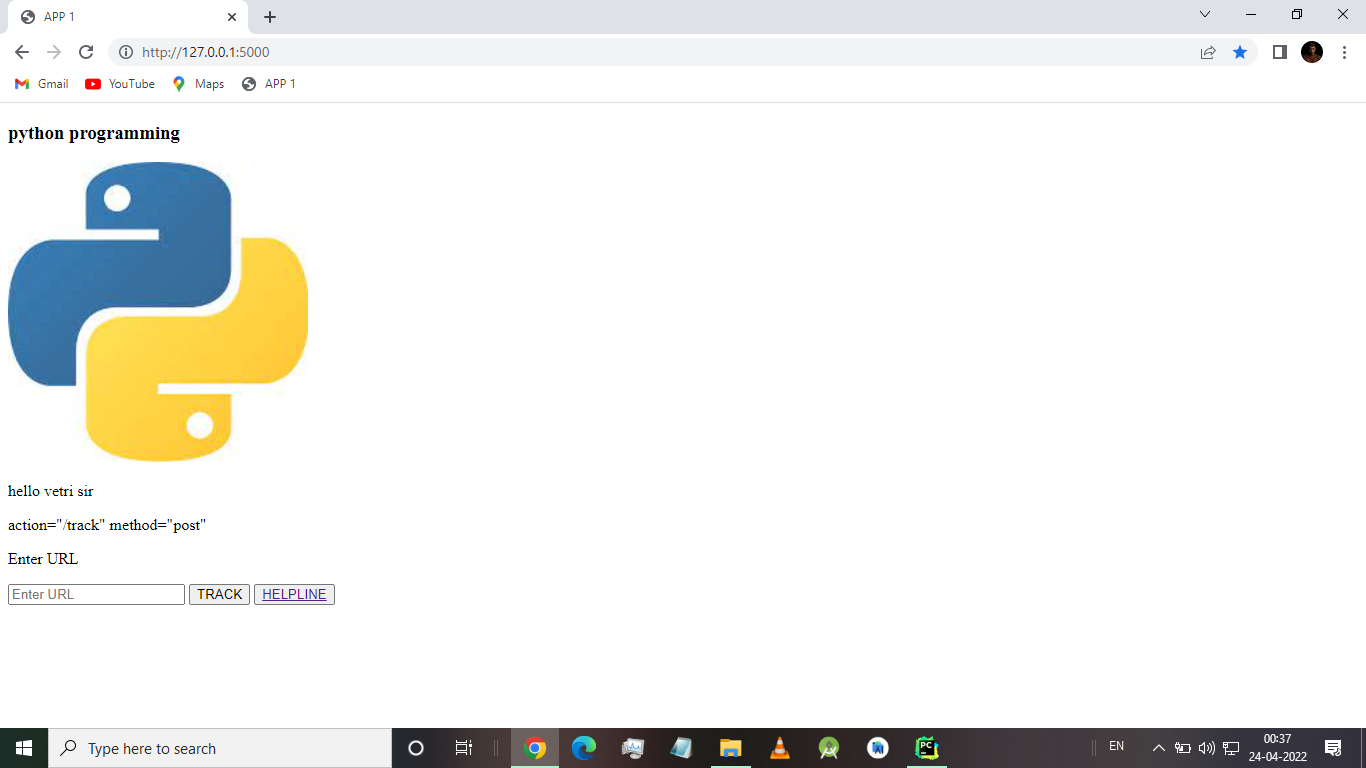 APP 1
http://127.0.0.1:5000
Gmail YouTube Maps APP 1
python programming
hello vetri sir
action="/track" method="post"
Enter URL
Enter URL TRACK HELPLINE
Type here to search
PC
EN
00:37
24-04-2022